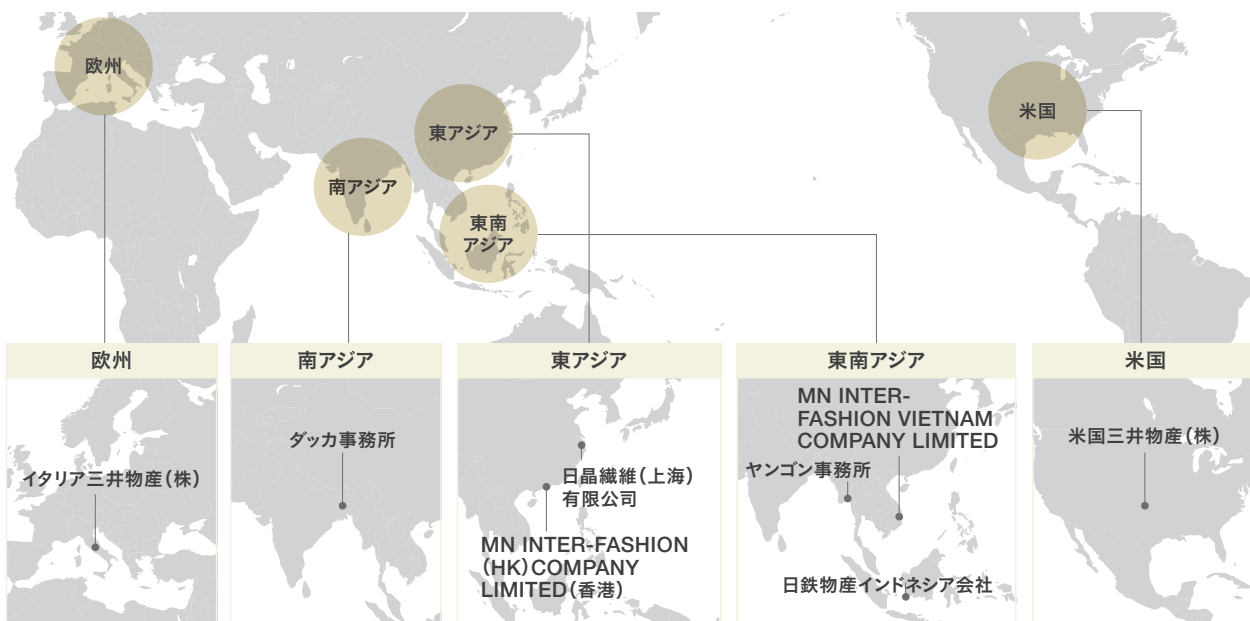 欧州
東アジア
米国
南アジア
東南
アジア
欧州
イタリア三井物産(株)
南アジア
ダッカ事務所
東アジア
日晶繊維(上海)
有限公司
MN INTER-FASHION
(HK)COMPANY
LIMITED(香港)
東南アジア
MN INTER-
FASHION VIETNAM
COMPANY LIMITED
ヤンゴン事務所
日鉄物産インドネシア会社
米国
米国三井物産(株)